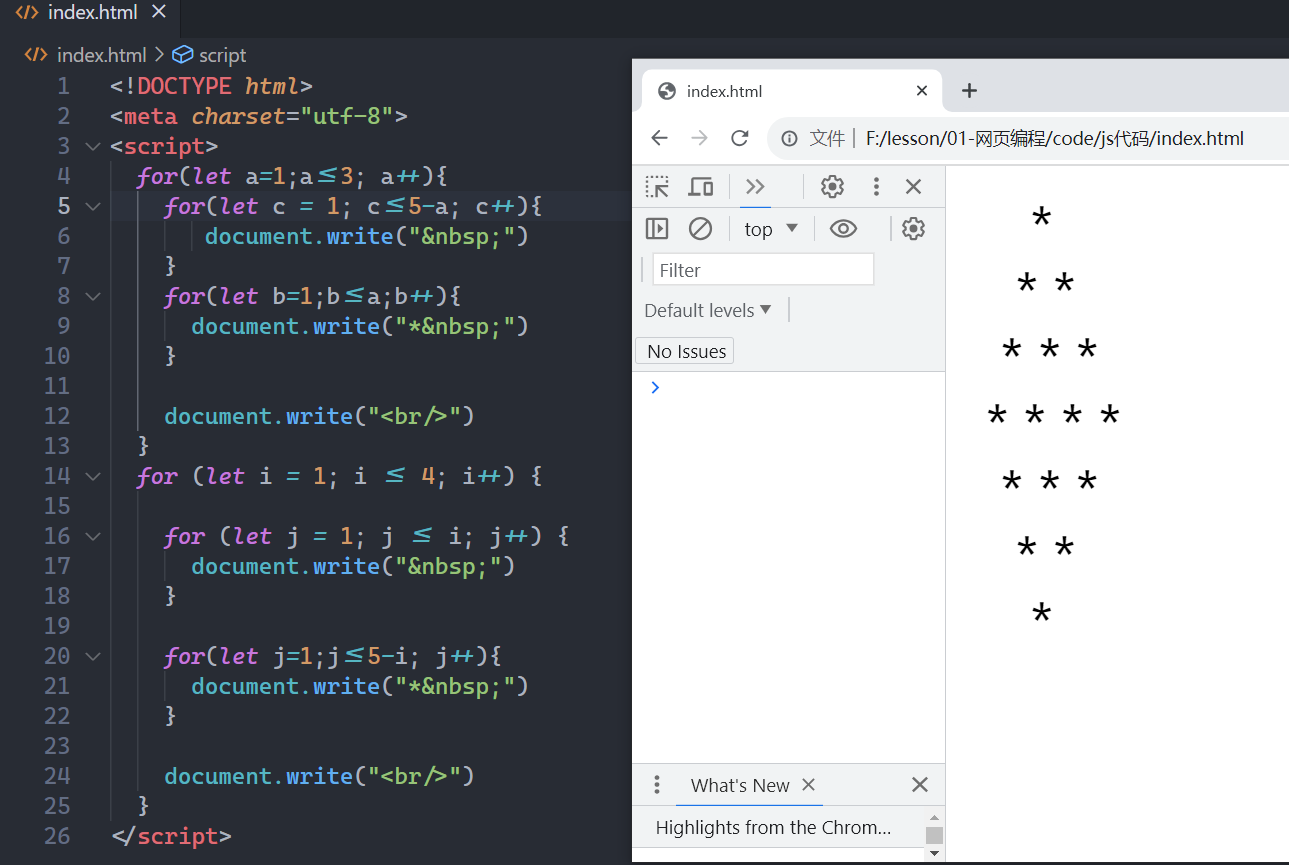 index.html
index.html > script
1 <!DOCTYPE html>
2 <meta charset="utf-8">
3 <script>
4 for(let a=1;a<=3; a++){
5 for(let c = 1; c<=5-a; c++){
6 document.write("&nbsp;")
7 }
8 for(let b=1;b<=a;b++){
9 document.write("*&nbsp;")
10 }
11
12 document.write("<br/>")
13 }
14 for (let i = 1; i <= 4; i++) {
15
16 for (let j = 1; j <= i; j++) {
17 document.write("&nbsp;")
18 }
19
20 for(let j=1;j<=5-i; j++){
21 document.write("*&nbsp;")
22 }
23
24 document.write("<br/>")
25 }
26 </script>
index.html
文件 F:/lesson/01-网页编程/code/js代码/index.html
top
Filter
Default levels
No Issues
*
* *
* * *
* * * *
* * *
* *
*
What's New
Highlights from the Chrom...